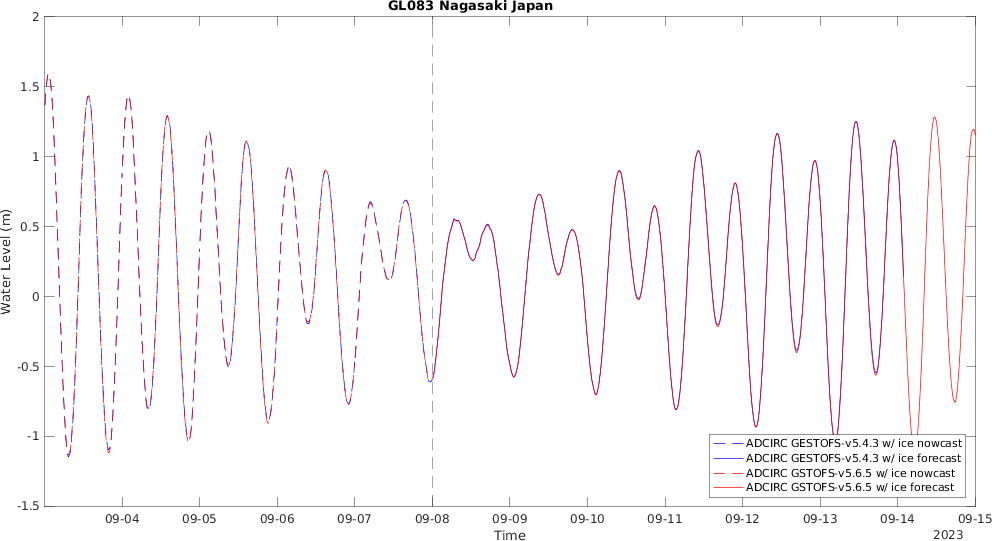 GL083 Nagasaki Japan
2
1.5
1
0.5
0
-0.5
-1
-1.5
Water Level (m)
ADCIRC GESTOFS-v5.4.3 w/ ice nowcast
ADCIRC GESTOFS-v5.4.3 w/ ice forecast
ADCIRC GSTOFS-v5.6.5 w/ ice nowcast
ADCIRC GSTOFS-v5.6.5 w/ ice forecast
09-04 09-05 09-06 09-07 09-08 09-09 09-10 09-11 09-12 09-13 09-14 09-15
Time
2023